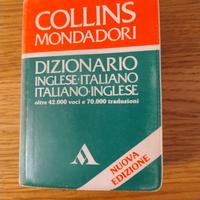 COLLINS
MONDADORI
DIZIONARIO
INGLESE·ITALIANO
ITALIANO·INGLESE
oltre 42.000 voci e 70.000 traduzioni
NUOVA
EDIZIONE